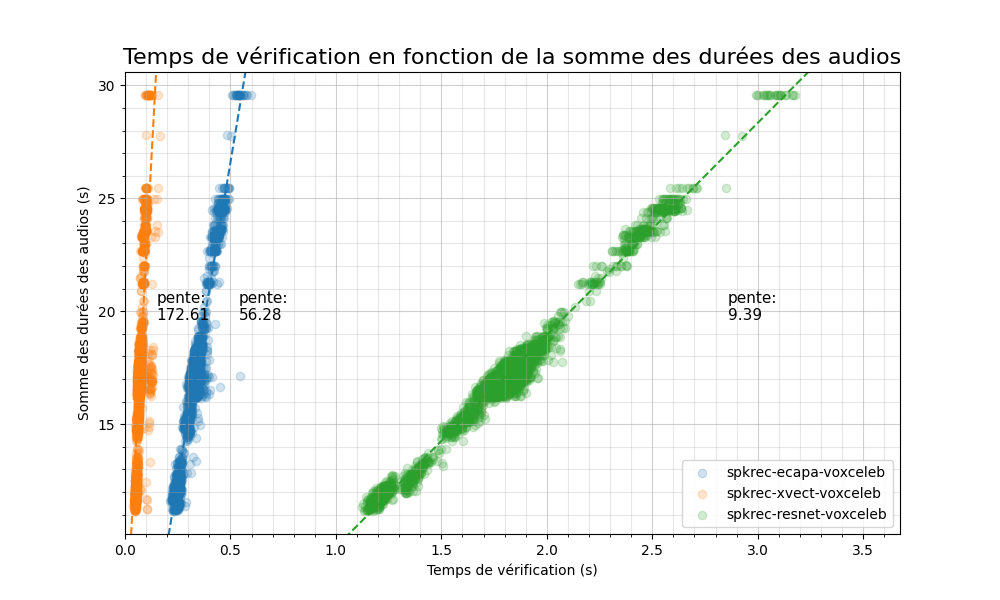 Temps de vérification en fonction de la somme des durées des audios
Somme des durées des audios (s)
30
25
20
15
pente:
172.61
pente:
56.28
pente:
9.39
spkrec-ecapa-voxceleb
spkrec-xvect-voxceleb
spkrec-resnet-voxceleb
0.0 0.5 1.0 1.5 2.0 2.5 3.0 3.5
Temps de vérification (s)